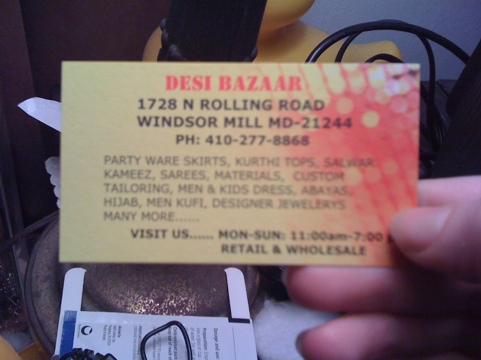 DESI BAZAAR
1728 N ROLLING ROAD
WINDSOR MILL MD-21244
PH: 410-277-8868
PARTY WARE SKIRTS, KURTHI TOPS, SALWAR
KAMEEZ, SAREES, MATERIALS, CUSTOM
TAILORING, MEN & KIDS DRESS, ABAYAS,
HIJAB, MEN KUFI, DESIGNER JEWELERYS
MANY MORE......
VISIT US...... MON-SUN: 11:00am-7:00 p
RETAIL & WHOLESALE